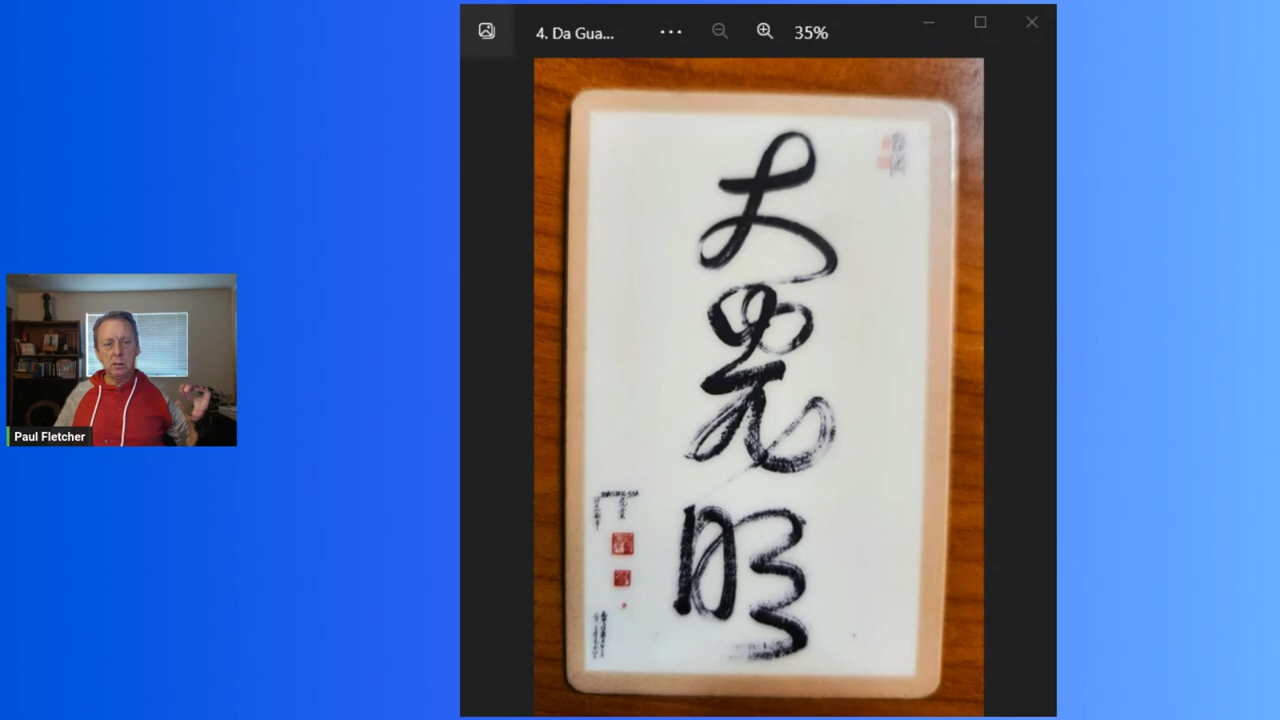 4. Da Gua...
35%
大
光
明
Paul Fletcher